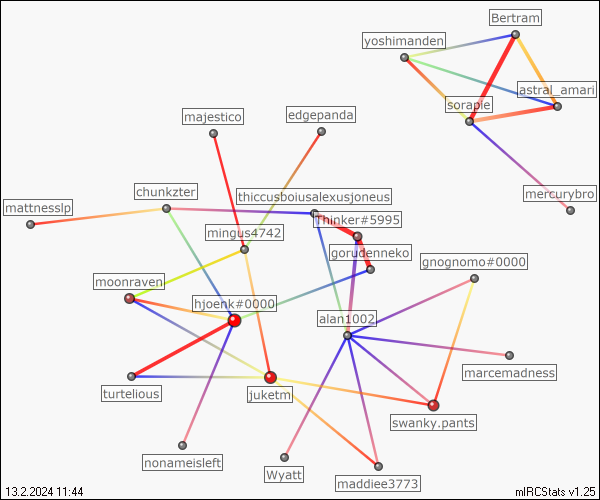 Bertram
yoshimanden
astral_amari
soraple
majestico
edgepanda
mercurybro
chunkzter
thiccusboiusalexusjoneus
mattnesslp
Thinker#5995
mingus4742
gorudenneko
gnognomo#0000
moonraven
hjoenk#0000
alan1002
marcemadness
turtelious
juketm
swanky.pants
nonameisleft
Wyatt
maddiee3773
13.2.2024 11:44
mIRCStats v1.25